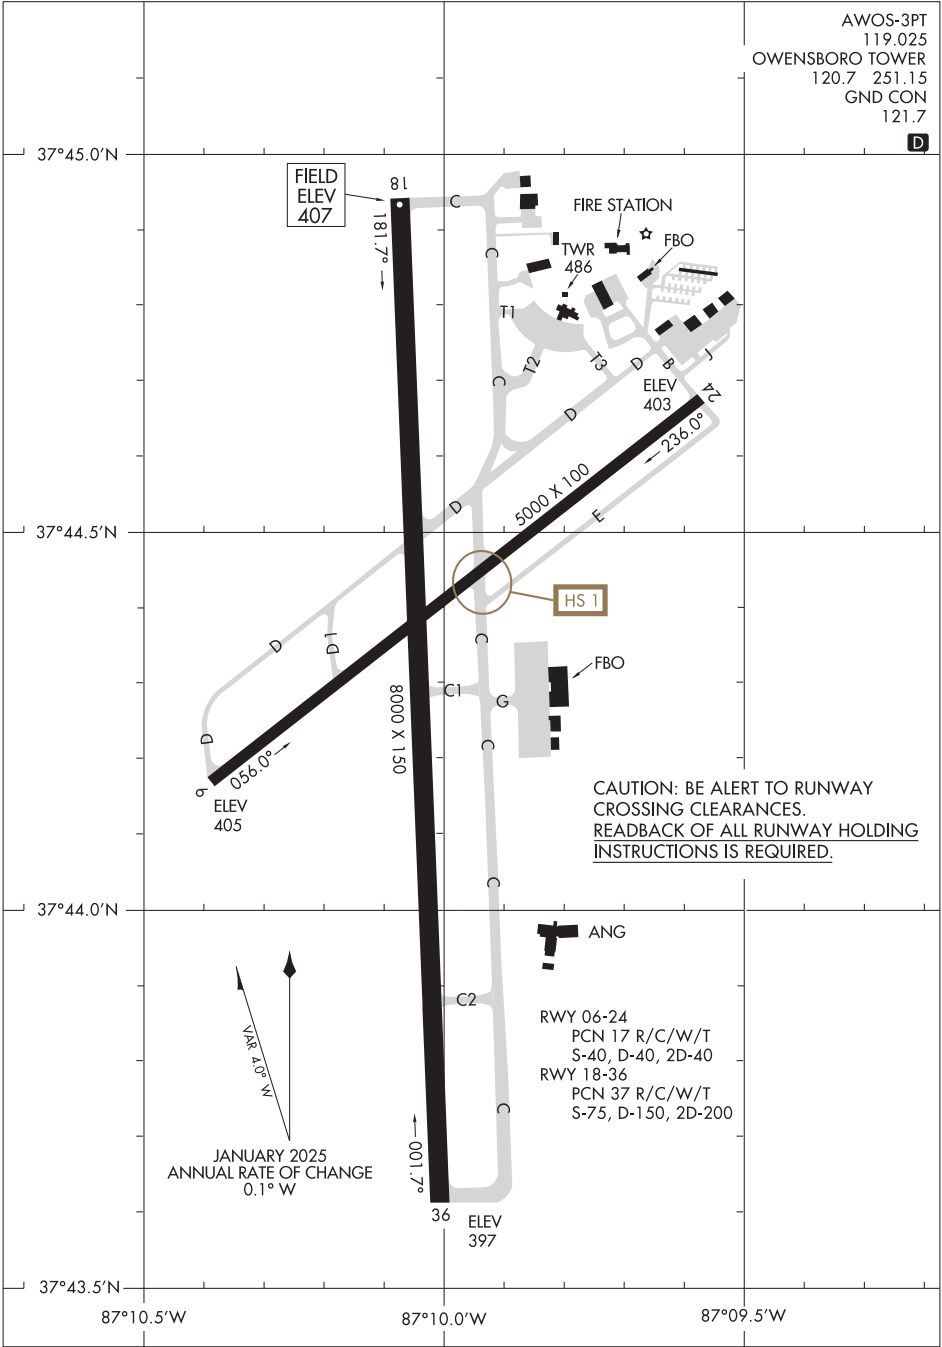 AWOS-3PT
119.025
OWENSBORO TOWER
120.7 251.15
GND CON
121.7
D
37°45.0'N
FIELD
ELEV
407
18
181.7°
C
FIRE STATION
FBO
TWR
486
C
T1
T2
T3
C
D
B
J
ELEV
403
24
236.0°
D
5000 X 100
D
E
37°44.5'N
HS 1
D
D1
C
FBO
C1
G
8000 X 150
D
C
056.0°
6
ELEV
405
CAUTION: BE ALERT TO RUNWAY
CROSSING CLEARANCES.
READBACK OF ALL RUNWAY HOLDING
INSTRUCTIONS IS REQUIRED.
C
37°44.0'N
ANG
C2
RWY 06-24
PCN 17 R/C/W/T
S-40, D-40, 2D-40
RWY 18-36
PCN 37 R/C/W/T
S-75, D-150, 2D-200
VAR 4.0° W
C
001.7°
JANUARY 2025
ANNUAL RATE OF CHANGE
0.1° W
36
ELEV
397
37°43.5'N
87°10.5'W
87°10.0'W
87°09.5'W